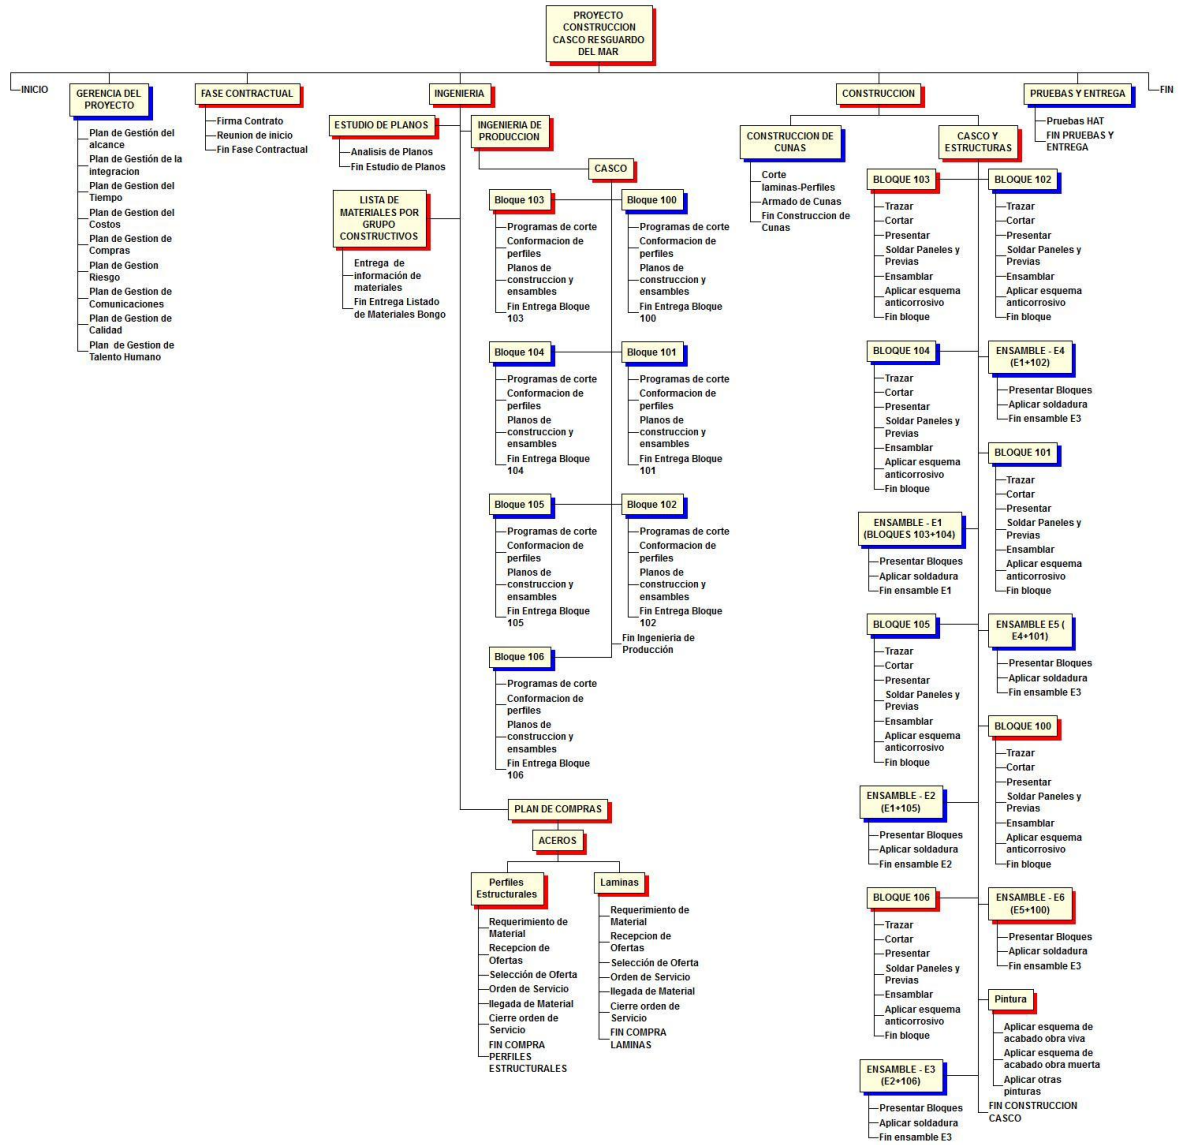 PROYECTO
CONSTRUCCION
CASCO RESGUARDO
DEL MAR
INICIO
GERENCIA DEL
PROYECTO
Plan de Gestión del
alcance
Plan de Gestión de la
integracion
Plan de Gestion del
Tiempo
Plan de Gestion del
Costos
Plan de Gestion de
Compras
Plan de Gestion
Riesgo
Plan de Gestion de
Comunicaciones
Plan de Gestion de
Calidad
Plan  de Gestion de
Talento Humano
FASE CONTRACTUAL
Firma Contrato
Reunion de inicio
Fin Fase Contractual
INGENIERIA
ESTUDIO DE PLANOS
Analisis de Planos
Fin Estudio de Planos
LISTA DE
MATERIALES POR
GRUPO
CONSTRUCTIVOS
Entrega  de
información de
materiales
Fin Entrega Listado
de Materiales Bongo
INGENIERIA DE
PRODUCCION
CASCO
Bloque 103
Programas de corte
Conformacion de
perfiles
Planos de
construccion y
ensambles
Fin Entrega Bloque
103
Bloque 100
Programas de corte
Conformacion de
perfiles
Planos de
construccion y
ensambles
Fin Entrega Bloque
100
Bloque 104
Programas de corte
Conformacion de
perfiles
Planos de
construccion y
ensambles
Fin Entrega Bloque
104
Bloque 101
Programas de corte
Conformacion de
perfiles
Planos de
construccion y
ensambles
Fin Entrega Bloque
101
Bloque 105
Programas de corte
Conformacion de
perfiles
Planos de
construccion y
ensambles
Fin Entrega Bloque
105
Bloque 102
Programas de corte
Conformacion de
perfiles
Planos de
construccion y
ensambles
Fin Entrega Bloque
102
Bloque 106
Programas de corte
Conformacion de
perfiles
Planos de
construccion y
ensambles
Fin Entrega Bloque
106
Fin Ingenieria de
Producción
PLAN DE COMPRAS
ACEROS
Perfiles
Estructurales
Requerimiento de
Material
Recepcion de
Ofertas
Selección de Oferta
Orden de Servicio
llegada de Material
Cierre orden de
Servicio
FIN COMPRA
PERFILES
ESTRUCTURALES
Laminas
Requerimiento de
Material
Recepcion de
Ofertas
Selección de Oferta
Orden de Servicio
llegada de Material
Cierre orden de
Servicio
FIN COMPRA
LAMINAS
CONSTRUCCION
CONSTRUCCION DE
CUNAS
Corte
laminas-Perfiles
Armado de Cunas
Fin Construccion de
Cunas
CASCO Y
ESTRUCTURAS
BLOQUE 103
Trazar
Cortar
Presentar
Soldar Paneles y
Previas
Ensamblar
Aplicar esquema
anticorrosivo
Fin bloque
BLOQUE 102
Trazar
Cortar
Presentar
Soldar Paneles y
Previas
Ensamblar
Aplicar esquema
anticorrosivo
Fin bloque
BLOQUE 104
Trazar
Cortar
Presentar
Soldar Paneles y
Previas
Ensamblar
Aplicar esquema
anticorrosivo
Fin bloque
ENSAMBLE - E4
(E1+102)
Presentar Bloques
Aplicar soldadura
Fin ensamble E3
BLOQUE 101
Trazar
Cortar
Presentar
Soldar Paneles y
Previas
Ensamblar
Aplicar esquema
anticorrosivo
Fin bloque
ENSAMBLE - E1
(BLOQUES 103+104)
Presentar Bloques
Aplicar soldadura
Fin ensamble E1
BLOQUE 105
Trazar
Cortar
Presentar
Soldar Paneles y
Previas
Ensamblar
Aplicar esquema
anticorrosivo
Fin bloque
ENSAMBLE E5 (
E4+101)
Presentar Bloques
Aplicar soldadura
Fin ensamble E3
BLOQUE 100
Trazar
Cortar
Presentar
Soldar Paneles y
Previas
Ensamblar
Aplicar esquema
anticorrosivo
Fin bloque
ENSAMBLE - E2
(E1+105)
Presentar Bloques
Aplicar soldadura
Fin ensamble E2
BLOQUE 106
Trazar
Cortar
Presentar
Soldar Paneles y
Previas
Ensamblar
Aplicar esquema
anticorrosivo
Fin bloque
ENSAMBLE - E6
(E5+100)
Presentar Bloques
Aplicar soldadura
Fin ensamble E3
Pintura
Aplicar esquema de
acabado obra viva
Aplicar esquema de
acabado obra muerta
Aplicar otras
pinturas
ENSAMBLE - E3
(E2+106)
Presentar Bloques
Aplicar soldadura
Fin ensamble E3
FIN CONSTRUCCION
CASCO
PRUEBAS Y ENTREGA
Pruebas HAT
FIN PRUEBAS Y
ENTREGA
FIN